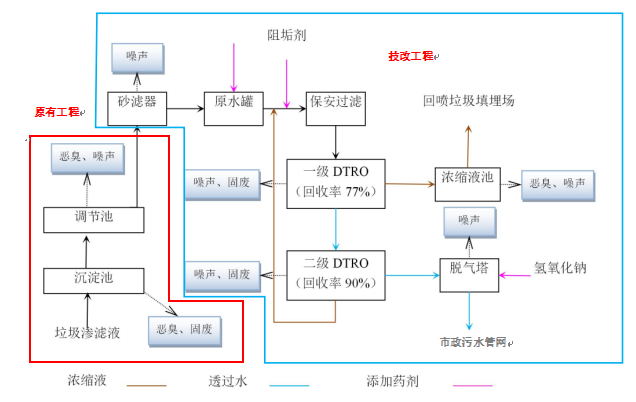 阻垢剂
技改工程
噪声
原有工程
砂滤器
原水罐
保安过滤
回喷垃圾填埋场
恶臭、噪声
噪声、固废
一级 DTRO
（回收率 77%）
浓缩液池
恶臭、噪声
调节池
噪声
沉淀池
噪声、固废
二级 DTRO
（回收率 90%）
脱气塔
氢氧化钠
垃圾渗滤液
恶臭、固废
市政污水管网
浓缩液
透过水
添加药剂